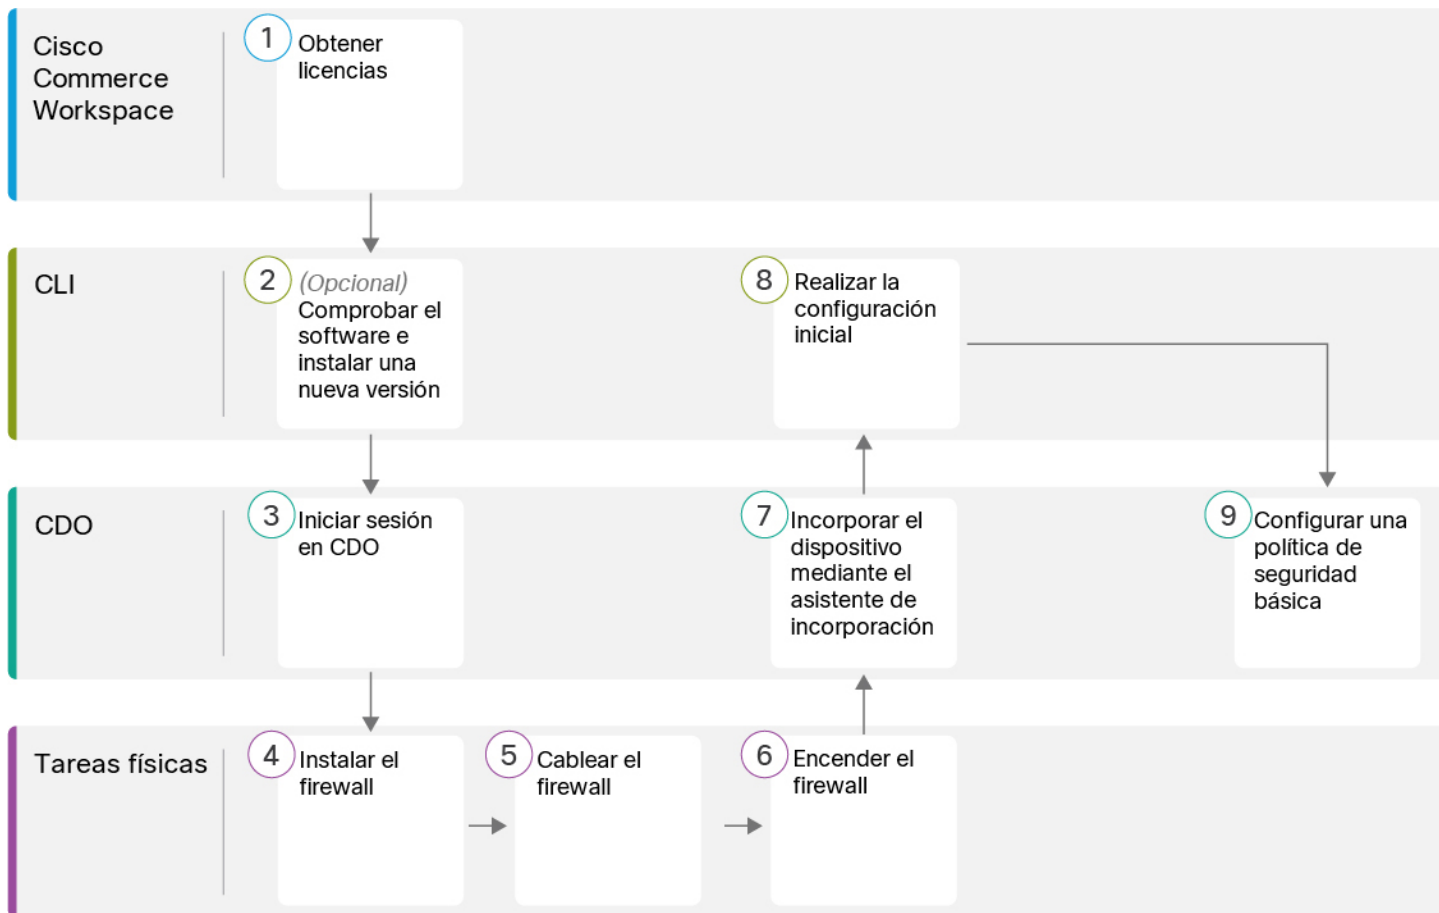 Cisco
Commerce
Workspace
1
Obtener
licencias
CLI
2
(Opcional)
Comprobar el
software e
instalar una
nueva versión
8
Realizar la
configuración
inicial
CDO
3
Iniciar sesión
en CDO
7
Incorporar el
dispositivo
mediante el
asistente de
incorporación
9
Configurar una
política de
seguridad
básica
Tareas físicas
4
Instalar el
firewall
5
Cablear el
firewall
6
Encender el
firewall